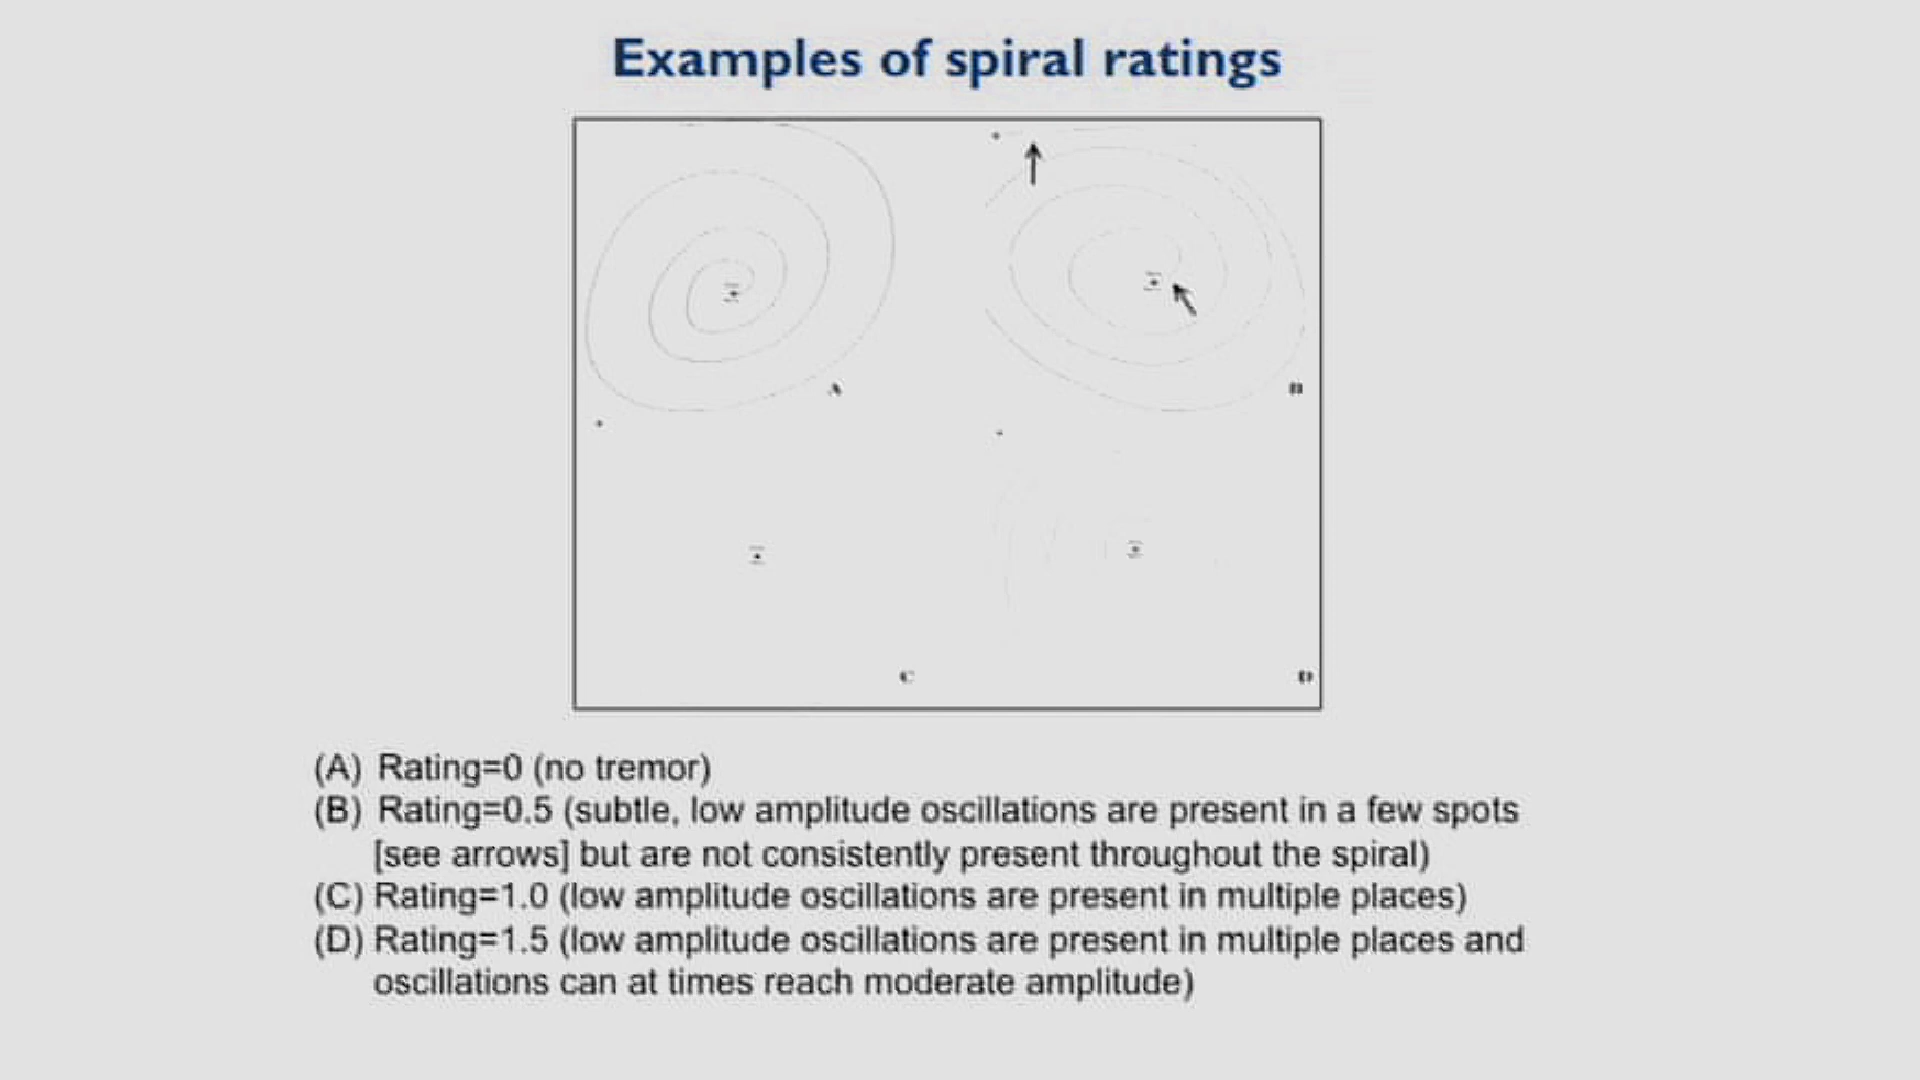 Examples of spiral ratings
A
B
C
D
(A) Rating=0 (no tremor)
(B) Rating=0.5 (subtle, low amplitude oscillations are present in a few spots
[see arrows] but are not consistently present throughout the spiral)
(C) Rating=1.0 (low amplitude oscillations are present in multiple places)
(D) Rating=1.5 (low amplitude oscillations are present in multiple places and
oscillations can at times reach moderate amplitude)